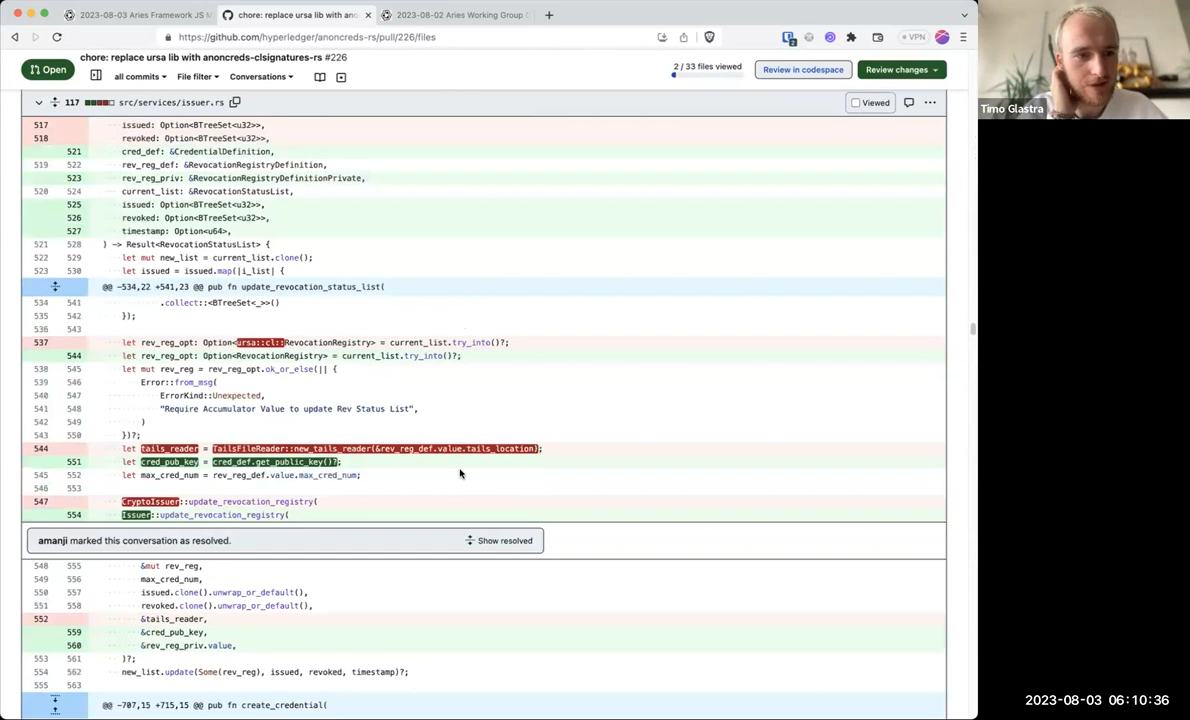 2023-08-03 Aries Framework JS M
chore: replace ursa lib with ano
2023-08-02 Aries Working Group C
https://github.com/hyperledger/anoncreds-rs/pull/226/files
VPN
Open
chore: replace ursa lib with anoncreds-clsignatures-rs #226
all commits
File filter
Conversations
2 / 33 files viewed
Review in codespace
Review changes
117 src/services/issuer.rs
Viewed
517 issued: Option<BTreeSet<u32>>,
518 revoked: Option<BTreeSet<u32>>,
521 cred_def: &CredentialDefinition,
519 522 rev_reg_def: &RevocationRegistryDefinition,
523 rev_reg_priv: &RevocationRegistryDefinitionPrivate,
520 524 current_list: &RevocationStatusList,
525 issued: Option<BTreeSet<u32>>,
526 revoked: Option<BTreeSet<u32>>,
527 timestamp: Option<u64>,
521 528 ) -> Result<RevocationStatusList> {
522 529 let mut new_list = current_list.clone();
523 530 let issued = issued.map(|i_list| {
@@ -534,22 +541,23 @@ pub fn update_revocation_status_list(
534 541 .collect::<BTreeSet<_>>()
535 542 });
536 543
537 let rev_reg_opt: Option<ursa::cl::RevocationRegistry> = current_list.try_into()?;
544 let rev_reg_opt: Option<RevocationRegistry> = current_list.try_into()?;
538 545 let mut rev_reg = rev_reg_opt.ok_or_else(|| {
539 546 Error::from_msg(
540 547 ErrorKind::Unexpected,
541 548 "Require Accumulator Value to update Rev Status List",
542 549 )
543 550 })?;
544 let tails_reader = TailsFileReader::new_tails_reader(&rev_reg_def.value.tails_location);
551 let cred_pub_key = cred_def.get_public_key()?;
545 552 let max_cred_num = rev_reg_def.value.max_cred_num;
546 553
547 CryptoIssuer::update_revocation_registry(
554 Issuer::update_revocation_registry(
amanji marked this conversation as resolved.
Show resolved
548 555 &mut rev_reg,
549 556 max_cred_num,
550 557 issued.clone().unwrap_or_default(),
551 558 revoked.clone().unwrap_or_default(),
552 &tails_reader,
559 &cred_pub_key,
560 &rev_reg_priv.value,
553 561 )?;
554 562 new_list.update(Some(rev_reg), issued, revoked, timestamp)?;
555 563
@@ -707,15 +715,15 @@ pub fn create_credential(
Timo Glastra
2023-08-03 06:10:36